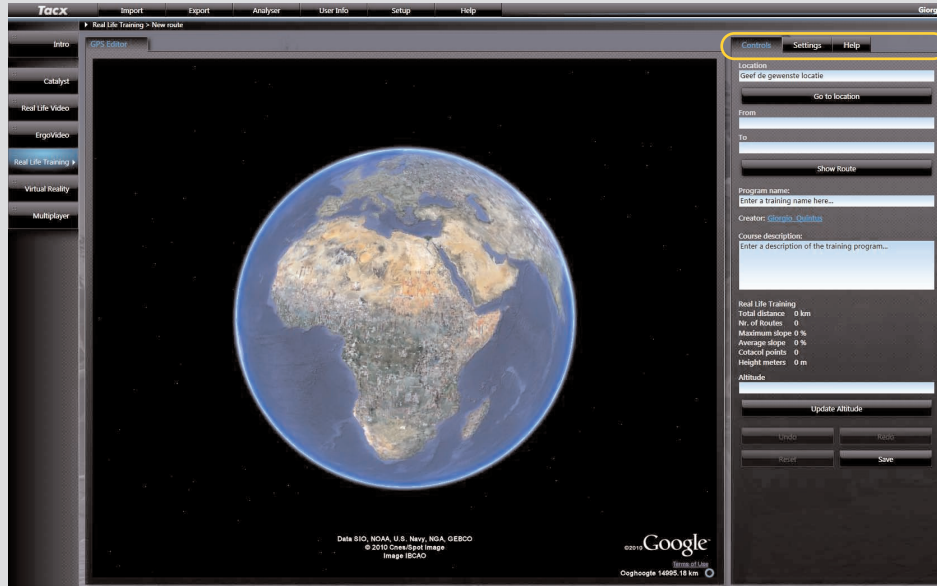 Tacx Import Export Analyser User Info Setup Help Giorg
Real Life Training > New route
Intro
Catalyst
Real Life Video
ErgoVideo
Real Life Training
Virtual Reality
Multiplayer
GPS Editor
Data SIO, NOAA, U.S. Navy, NGA, GEBCO
© 2010 Cnes/Spot Image
Image IBCAO
©2010 Google
Terms of Use
Ooghoogte 14995.18 km
Controls Settings Help
Location
Geef de gewenste locatie
Go to location
From
To
Show Route
Program name:
Enter a training name here...
Creator: Giorgio Quintus
Course description:
Enter a description of the training program...
Real Life Training
Total distance 0 km
Nr. of Routes 0
Maximum slope 0 %
Average slope 0 %
Cotacol points 0
Height meters 0 m
Altitude
Update Altitude
Undo Redo
Reset Save